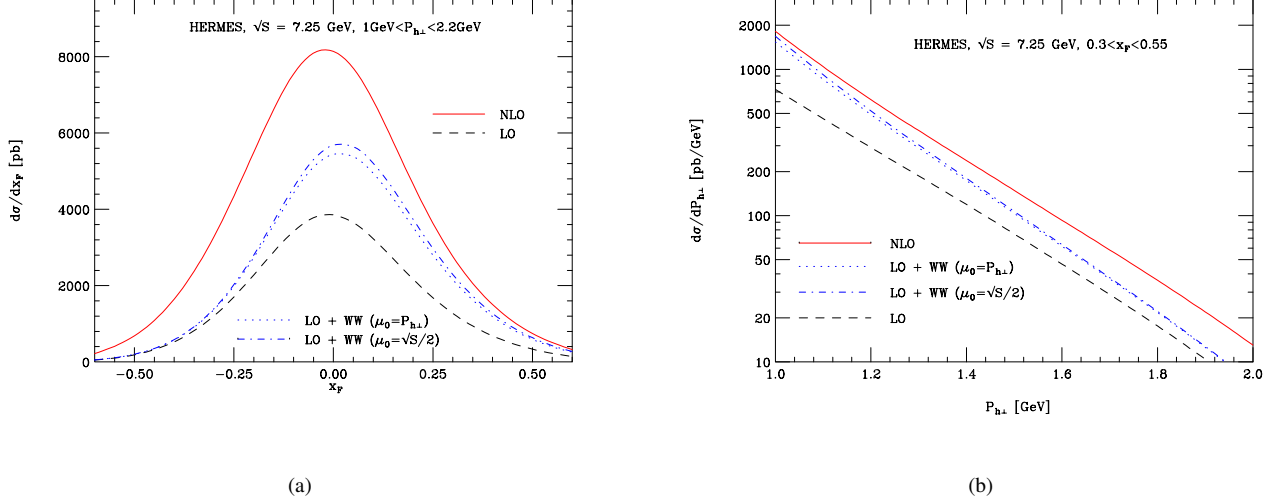 HERMES, √S = 7.25 GeV, 1GeV<P_h⊥<2.2GeV
8000
6000
4000
2000
0
dσ/dx_F [pb]
NLO
LO
LO + WW (μ₀=P_h⊥)
LO + WW (μ₀=√S/2)
−0.50
−0.25
0.00
0.25
0.50
x_F
(a)
HERMES, √S = 7.25 GeV, 0.3<x_F<0.55
2000
1000
500
200
100
50
20
10
dσ/dP_h⊥ [pb/GeV]
NLO
LO + WW (μ₀=P_h⊥)
LO + WW (μ₀=√S/2)
LO
1.0
1.2
1.4
1.6
1.8
2.0
P_h⊥ [GeV]
(b)